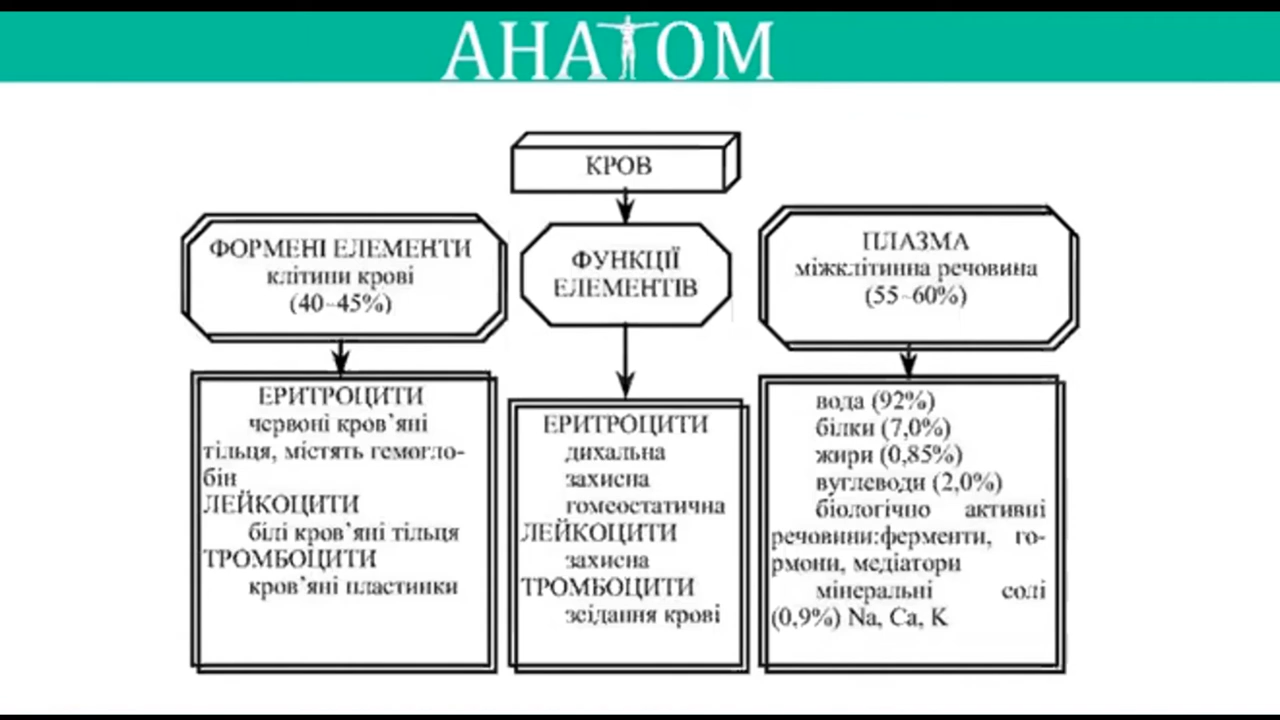 АНАТОМ
КРОВ
ФОРМЕНІ ЕЛЕМЕНТИ
клітини крові
(40–45%)
ФУНКЦІЇ
ЕЛЕМЕНТІВ
ПЛАЗМА
міжклітинна речовина
(55–60%)
ЕРИТРОЦИТИ
червоні кров’яні
тільця, містять гемогло-
бін
ЛЕЙКОЦИТИ
білі кров’яні тільця
ТРОМБОЦИТИ
кров’яні пластинки
ЕРИТРОЦИТИ
дихальна
захисна
гомеостатична
ЛЕЙКОЦИТИ
захисна
ТРОМБОЦИТИ
зсідання крові
вода (92%)
білки (7,0%)
жири (0,85%)
вуглеводи (2,0%)
біологічно активні
речовини:ферменти, го-
рмони, медіатори
мінеральні солі
(0,9%) Na, Ca, K